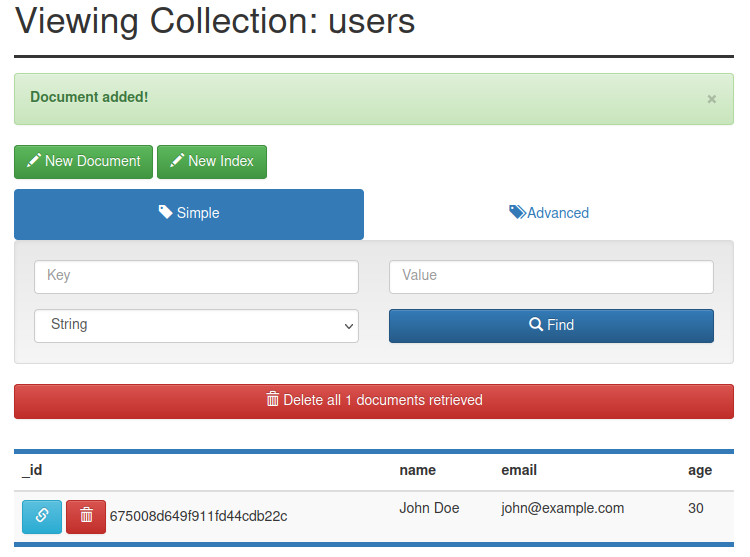 Viewing Collection: users
Document added! ×
New Document New Index
Simple Advanced
Key Value
String Find
Delete all 1 documents retrieved
_id name email age
675008d649f911fd44cdb22c John Doe john@example.com 30